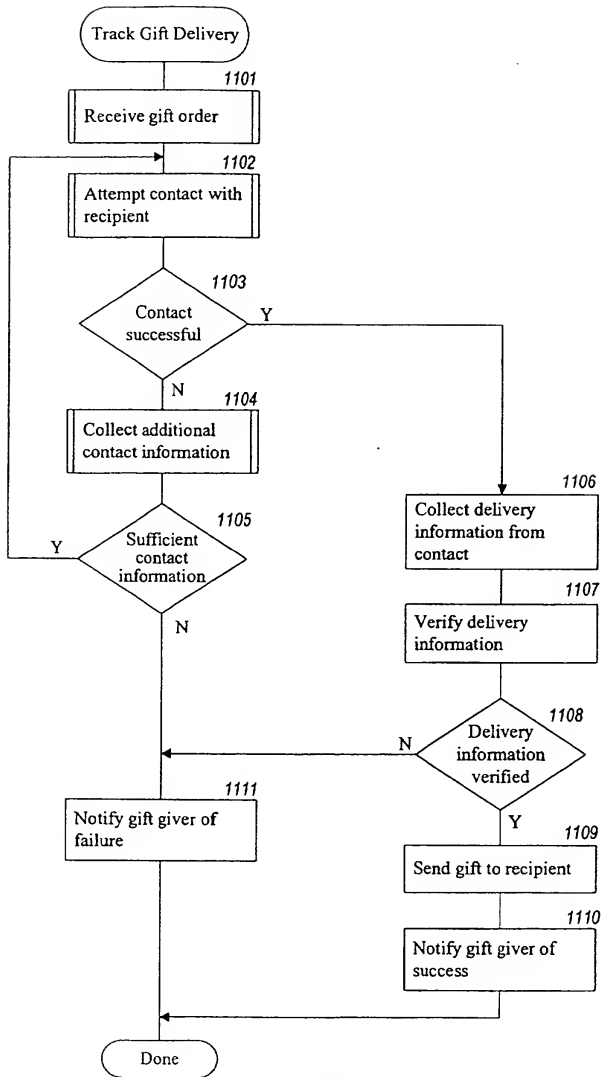 Track Gift Delivery
1101
Receive gift order
1102
Attempt contact with
recipient
1103
Contact
successful
Y
N
1104
Collect additional
contact information
1105
Sufficient
contact
information
Y
N
1106
Collect delivery
information from
contact
1107
Verify delivery
information
1108
Delivery
information
verified
N
Y
1111
Notify gift giver of
failure
1109
Send gift to recipient
1110
Notify gift giver of
success
Done